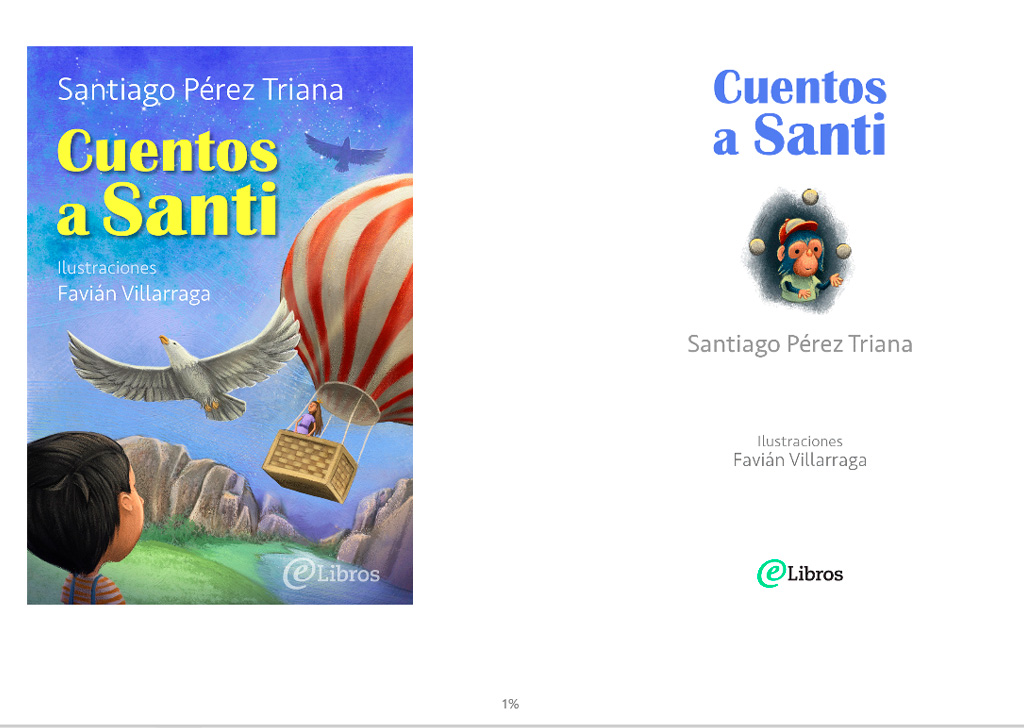 Santiago Pérez Triana
Cuentos
a Santi
Ilustraciones
Favián Villarraga
eLibros
Cuentos
a Santi
Santiago Pérez Triana
Ilustraciones
Favián Villarraga
eLibros
1%